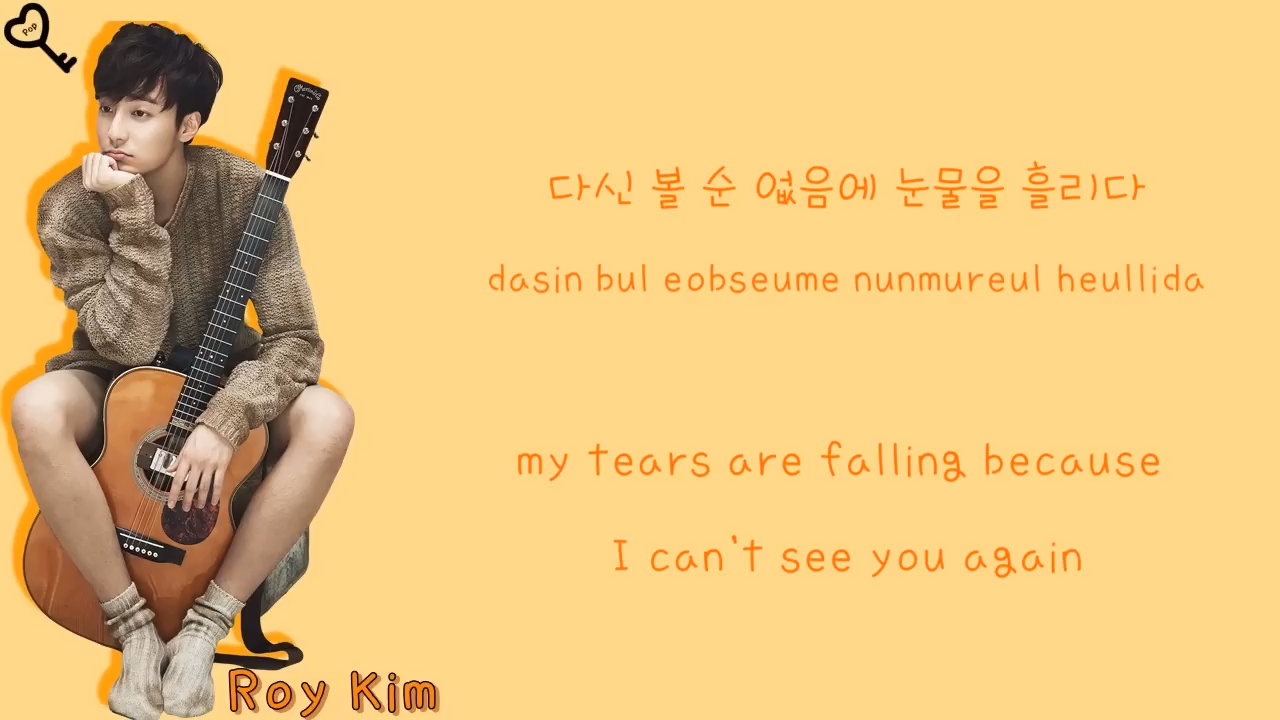 pop
다신 볼 순 없음에 눈물을 흘리다
dasin bul eobseume nunmureul heullida
my tears are falling because
I can't see you again
Roy Kim